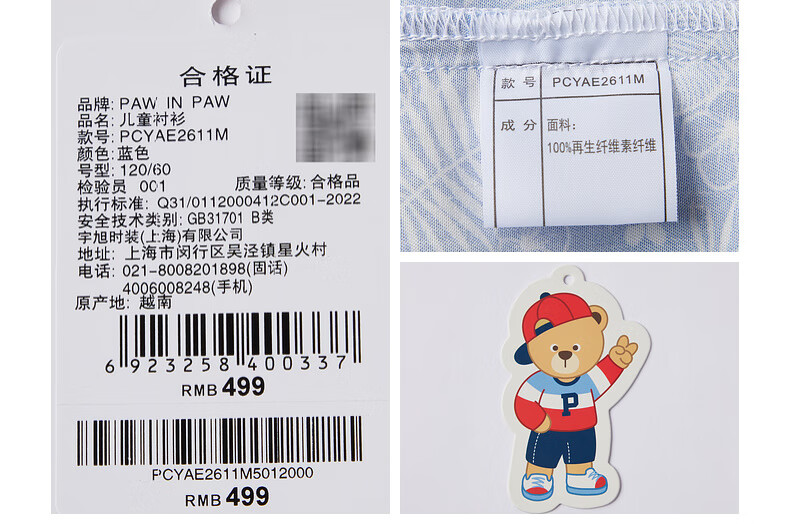 合格证
品牌: PAW IN PAW
品名: 儿童衬衫
款号: PCYAE2611M
颜色: 蓝色
号型: 120/60
检验员 001 质量等级: 合格品
执行标准: Q31/0112000412C001-2022
安全技术类别: GB31701 B类
宇旭时装(上海)有限公司
地址: 上海市闵行区吴泾镇星火村
电话: 021-8008201898(固话)
4006008248(手机)
原产地: 越南
6 923258 400337
RMB 499
PCYAE2611M5012000
RMB 499
款号 PCYAE2611M
成分 面料:
100%再生纤维素纤维
P